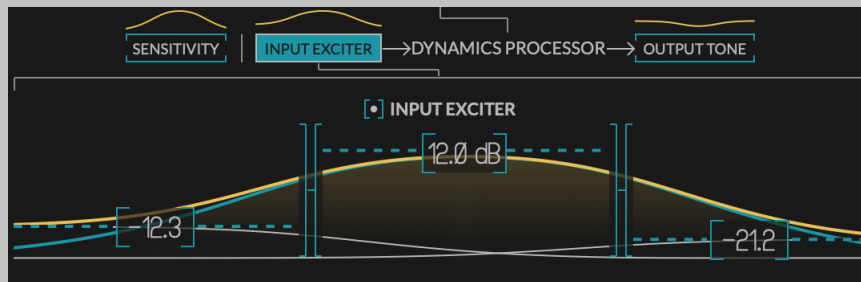 SENSITIVITY INPUT EXCITER DYNAMICS PROCESSOR OUTPUT TONE
INPUT EXCITER
12.0 dB
-12.3
-21.2